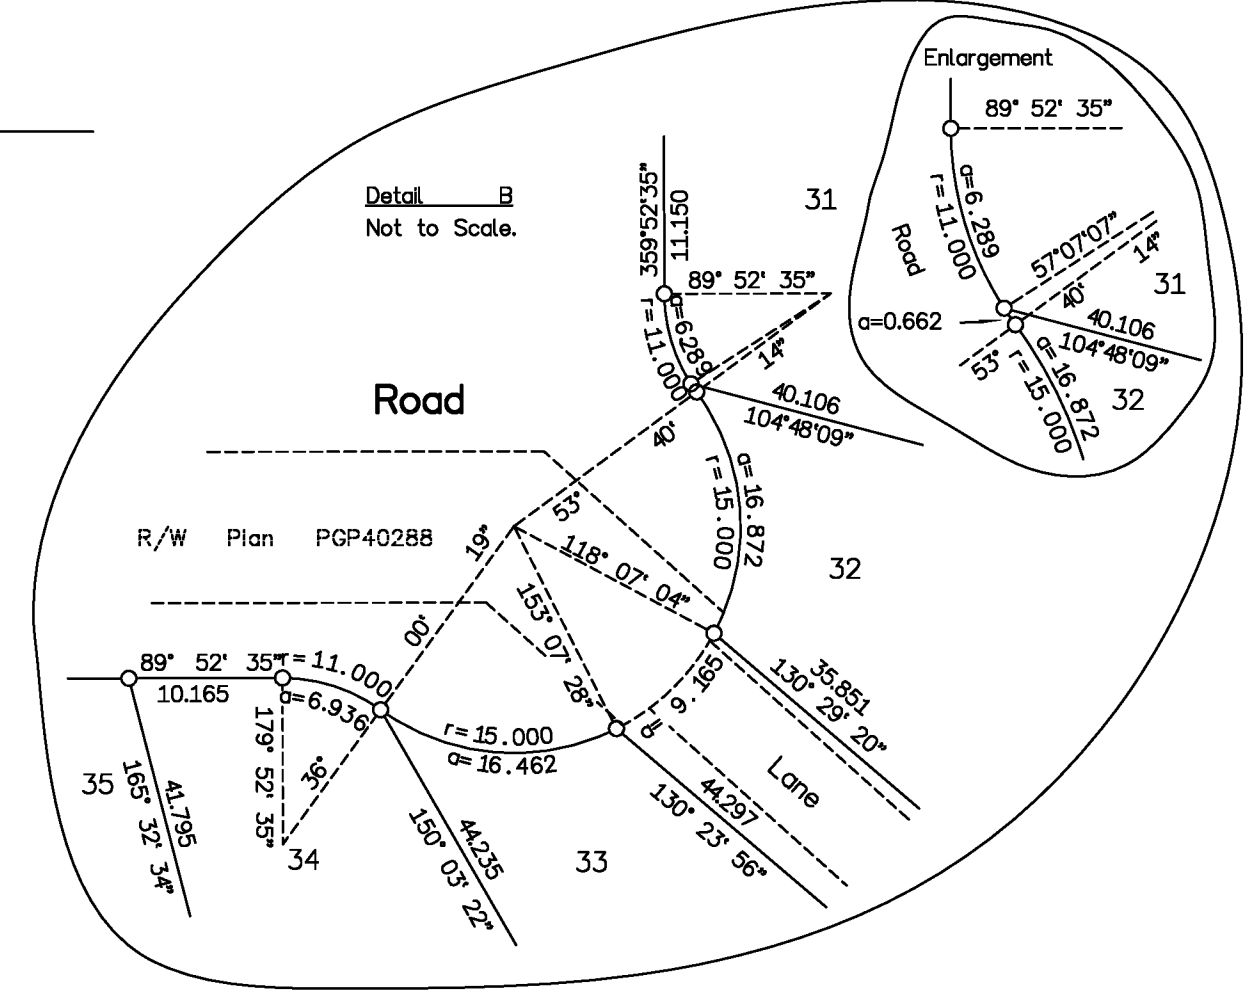 Enlargement
89° 52' 35"
a=6.289
r=11.000
Road
57°07'07"
14"
40'
53°
31
a=0.662
40.106
104°48'09"
a=16.872
r=15.000
32
Detail B
Not to Scale.
359°52'35"
11.150
31
89° 52' 35"
a=6289
r=11.000
14"
40'
53°
40.106
104°48'09"
Road
a=16.872
r=15.000
R/W Plan PGP40288
19"
00'
36°
118° 07' 04"
153° 07' 28"
32
89° 52' 35"
10.165
r=11.000
a=6.936
179° 52' 35"
r=15.000
a=16.462
a= 9.165
35.851
130° 29' 20"
Lane
44.297
130° 23' 56"
35
41.795
165° 32' 34"
34
44.235
150° 03' 22"
33